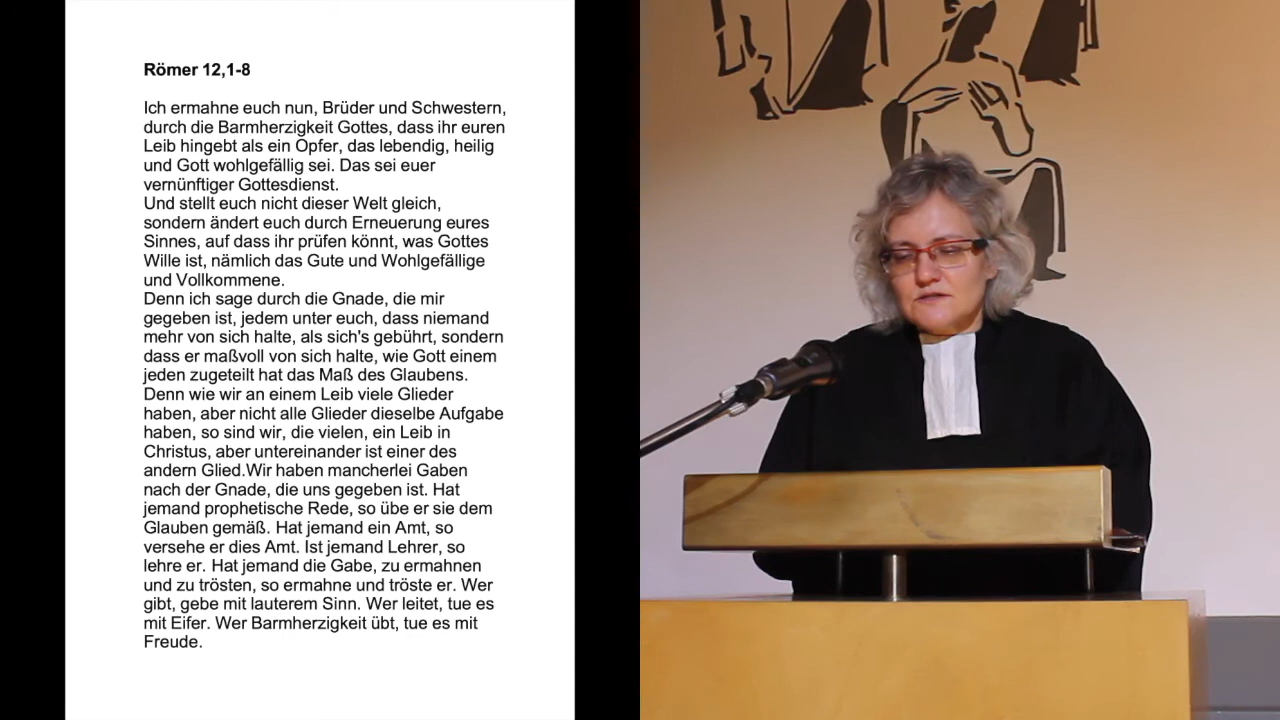 Römer 12,1-8
Ich ermahne euch nun, Brüder und Schwestern,
durch die Barmherzigkeit Gottes, dass ihr euren
Leib hingebt als ein Opfer, das lebendig, heilig
und Gott wohlgefällig sei. Das sei euer
vernünftiger Gottesdienst.
Und stellt euch nicht dieser Welt gleich,
sondern ändert euch durch Erneuerung eures
Sinnes, auf dass ihr prüfen könnt, was Gottes
Wille ist, nämlich das Gute und Wohlgefällige
und Vollkommene.
Denn ich sage durch die Gnade, die mir
gegeben ist, jedem unter euch, dass niemand
mehr von sich halte, als sich's gebührt, sondern
dass er maßvoll von sich halte, wie Gott einem
jeden zugeteilt hat das Maß des Glaubens.
Denn wie wir an einem Leib viele Glieder
haben, aber nicht alle Glieder dieselbe Aufgabe
haben, so sind wir, die vielen, ein Leib in
Christus, aber untereinander ist einer des
andern Glied.Wir haben mancherlei Gaben
nach der Gnade, die uns gegeben ist. Hat
jemand prophetische Rede, so übe er sie dem
Glauben gemäß. Hat jemand ein Amt, so
versehe er dies Amt. Ist jemand Lehrer, so
lehre er. Hat jemand die Gabe, zu ermahnen
und zu trösten, so ermahne und tröste er. Wer
gibt, gebe mit lauterem Sinn. Wer leitet, tue es
mit Eifer. Wer Barmherzigkeit übt, tue es mit
Freude.